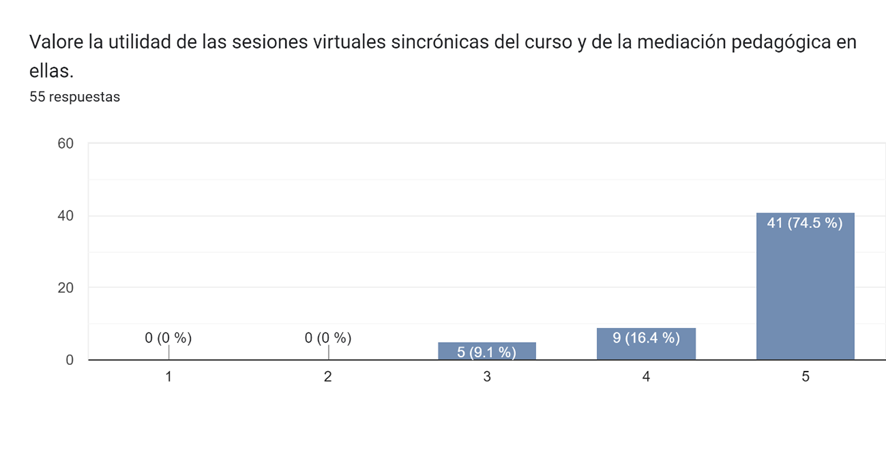 Valore la utilidad de las sesiones virtuales sincrónicas del curso y de la mediación pedagógica en
ellas.
55 respuestas
60
40
20
0
41 (74.5 %)
0 (0 %)
0 (0 %)
5 (9.1 %)
9 (16.4 %)
1
2
3
4
5